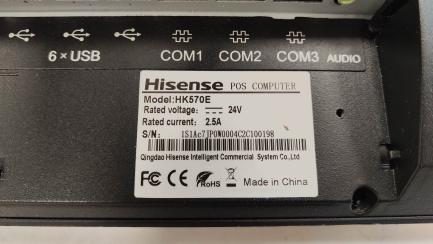 6 × USB COM1 COM2 COM3 AUDIO
Hisense POS COMPUTER
Model:HK570E
Rated voltage: 24V
Rated current: 2.5A
S/N: IS1Ac7JP0W0004C2C100198
Qingdao Hisense Intelligent Commercial System Co.,Ltd
FC CE RoHS Made in China